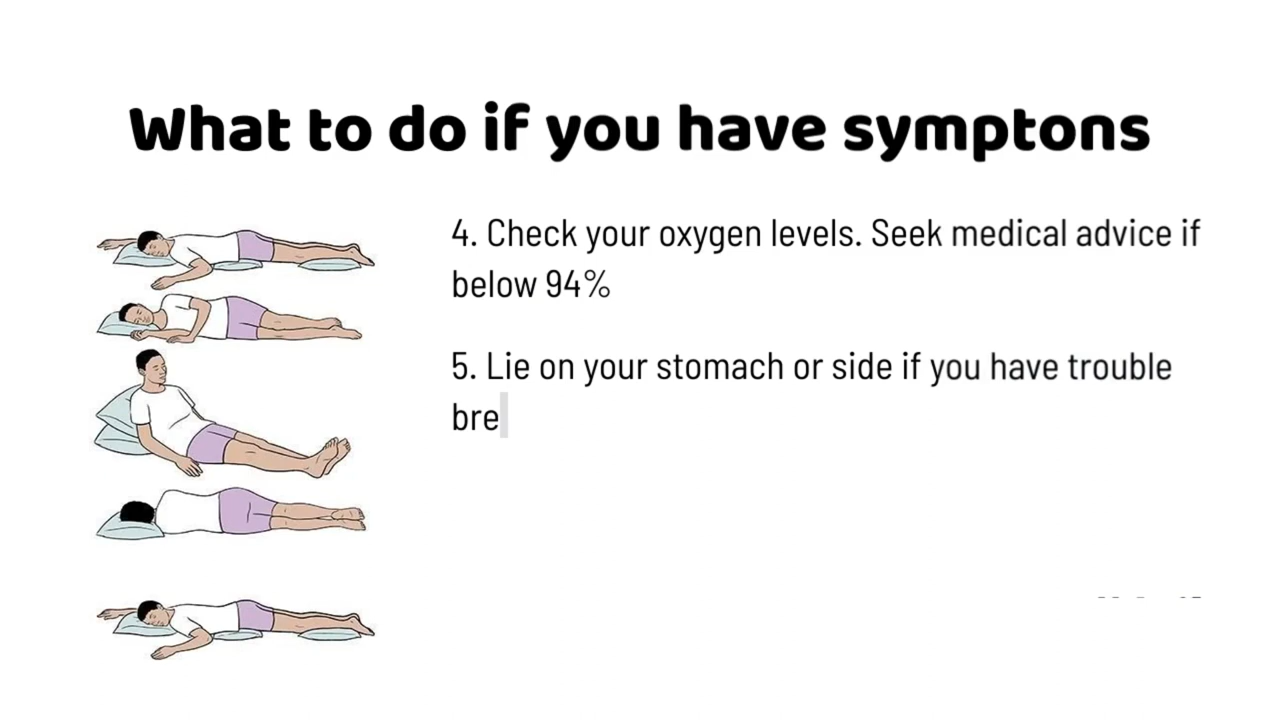 What to do if you have symptons
4. Check your oxygen levels. Seek medical advice if
below 94%
5. Lie on your stomach or side if you have trouble
bre